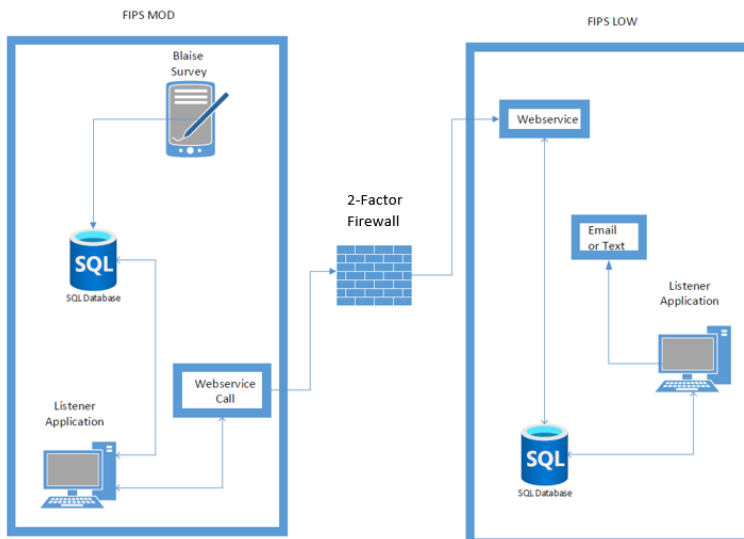 FIPS MOD
Blaise
Survey
SQL
SQL Database
Listener
Application
Webservice
Call
2-Factor
Firewall
FIPS LOW
Webservice
Email
or Text
Listener
Application
SQL
SQL Database